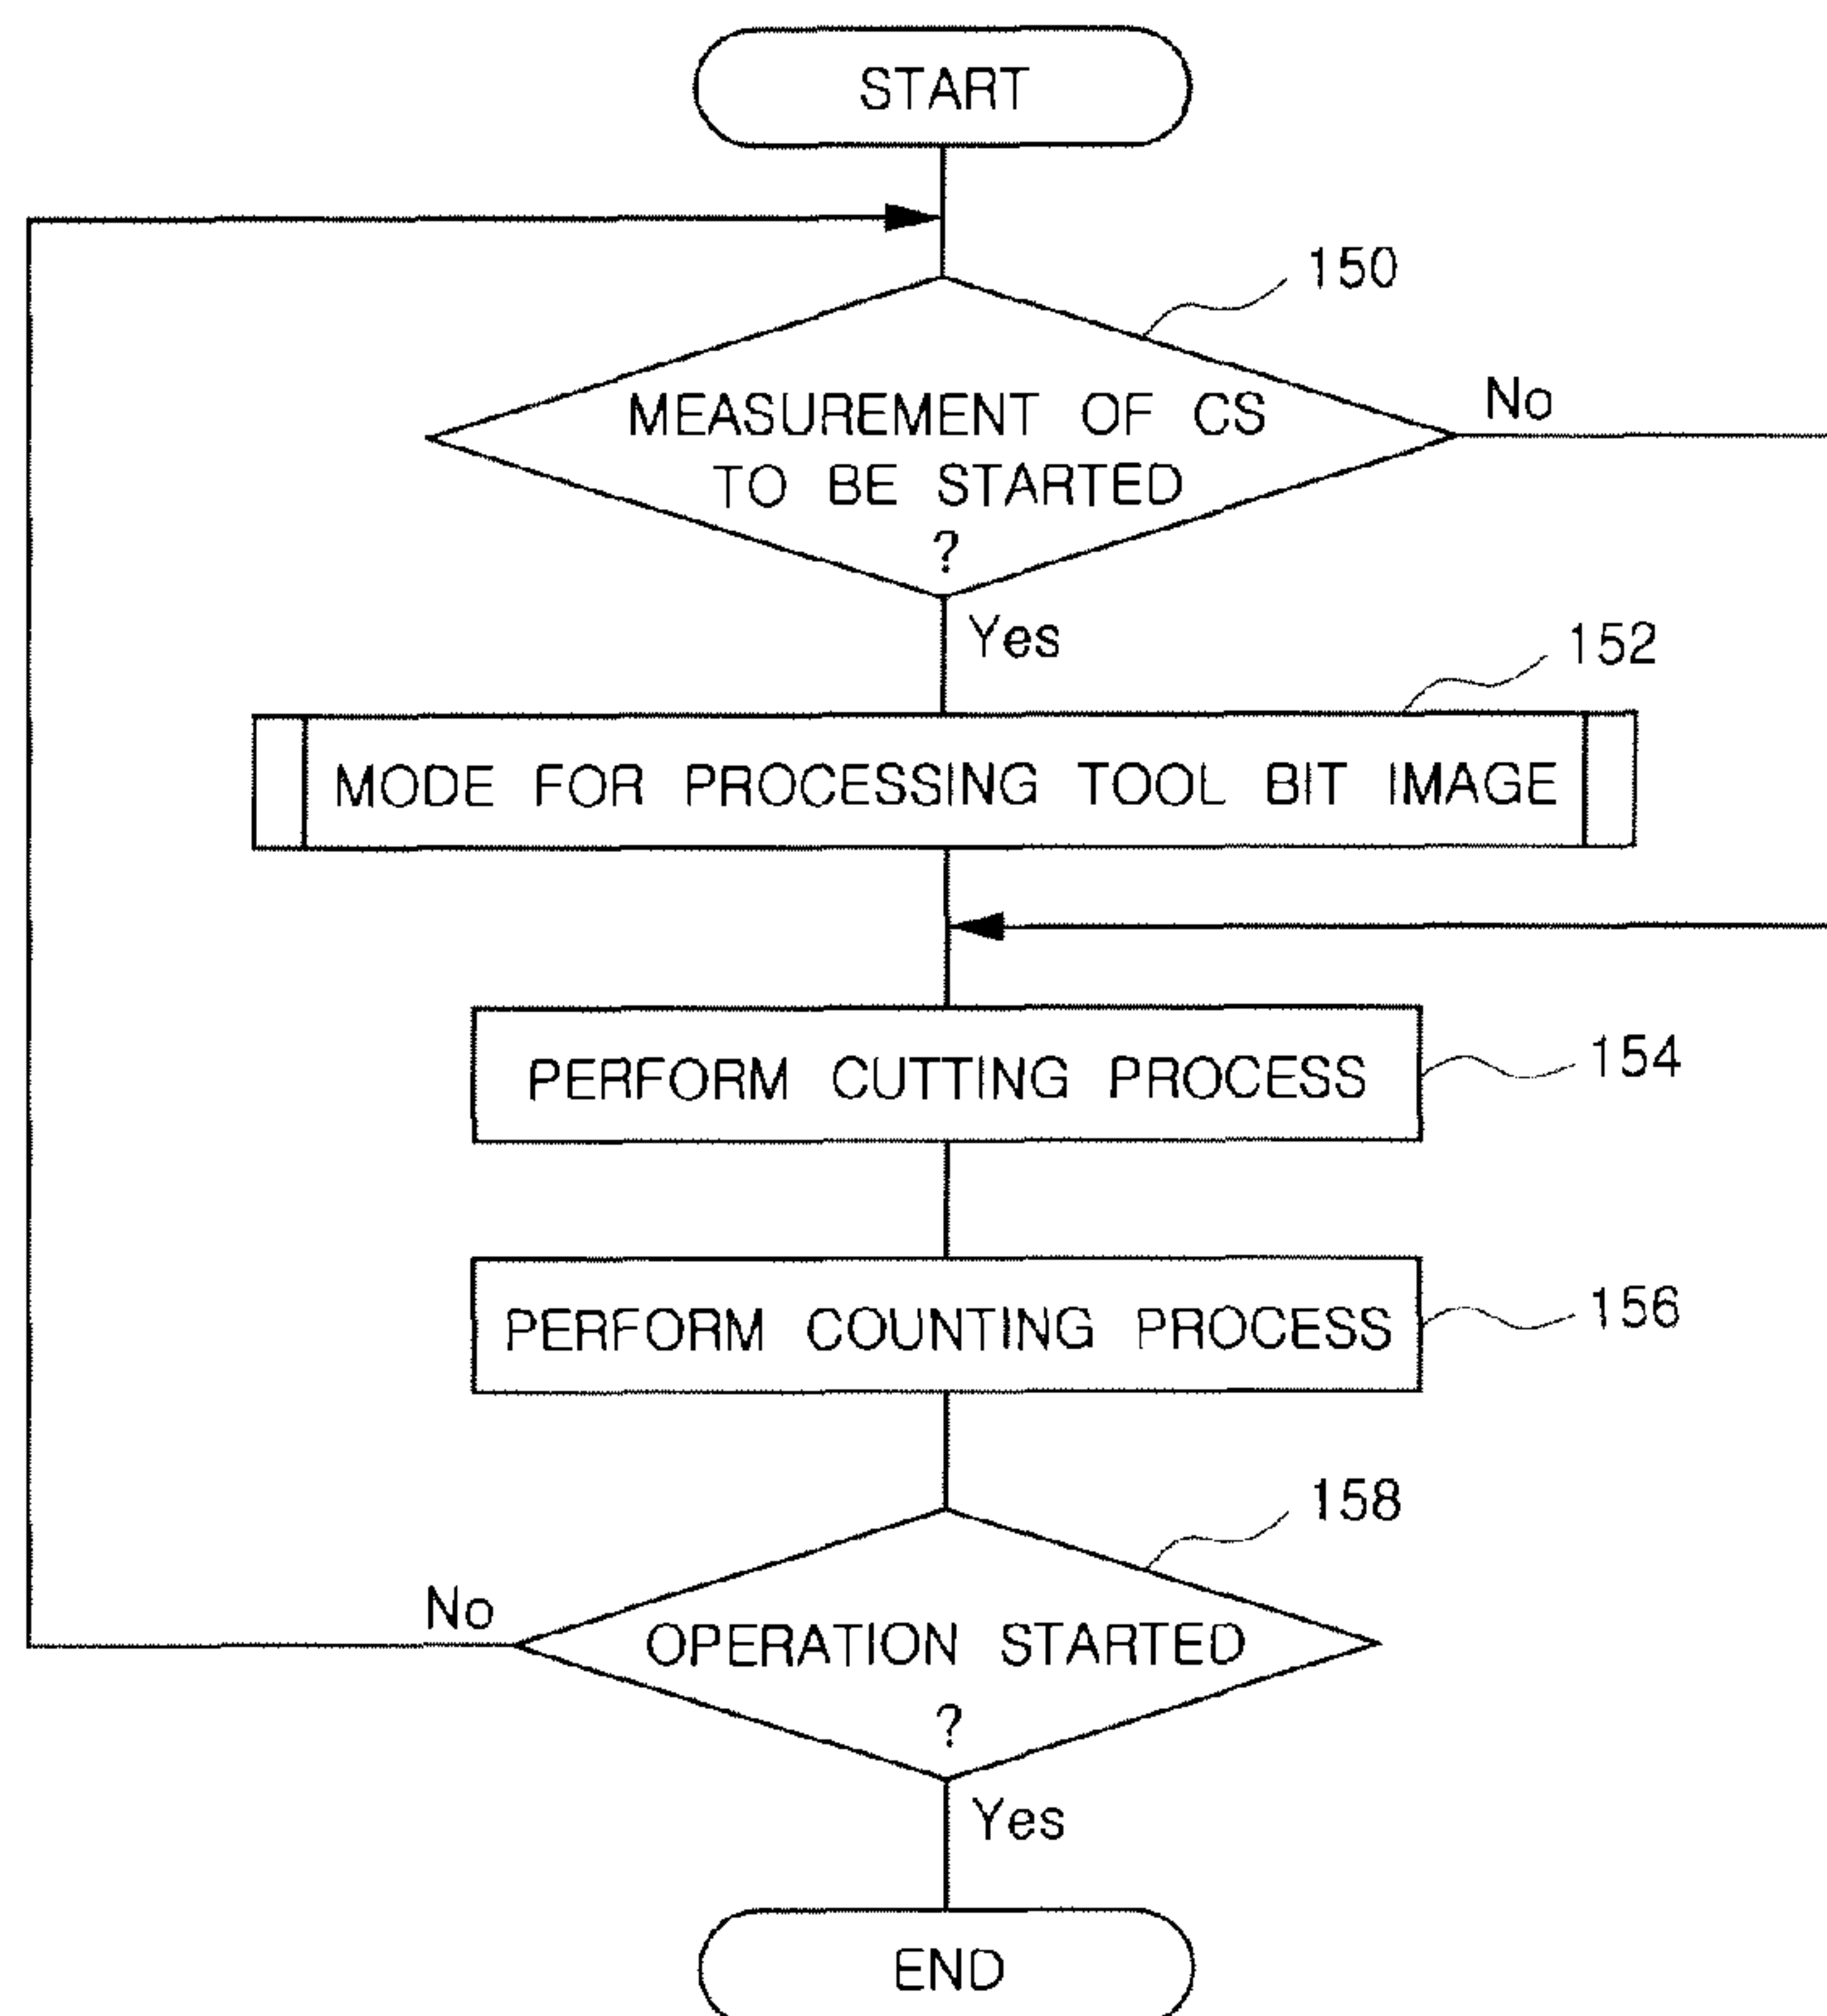 START
150
MEASUREMENT OF CS
TO BE STARTED
?
No
Yes
152
MODE FOR PROCESSING TOOL BIT IMAGE
PERFORM CUTTING PROCESS
154
PERFORM COUNTING PROCESS
156
158
No
OPERATION STARTED
?
Yes
END